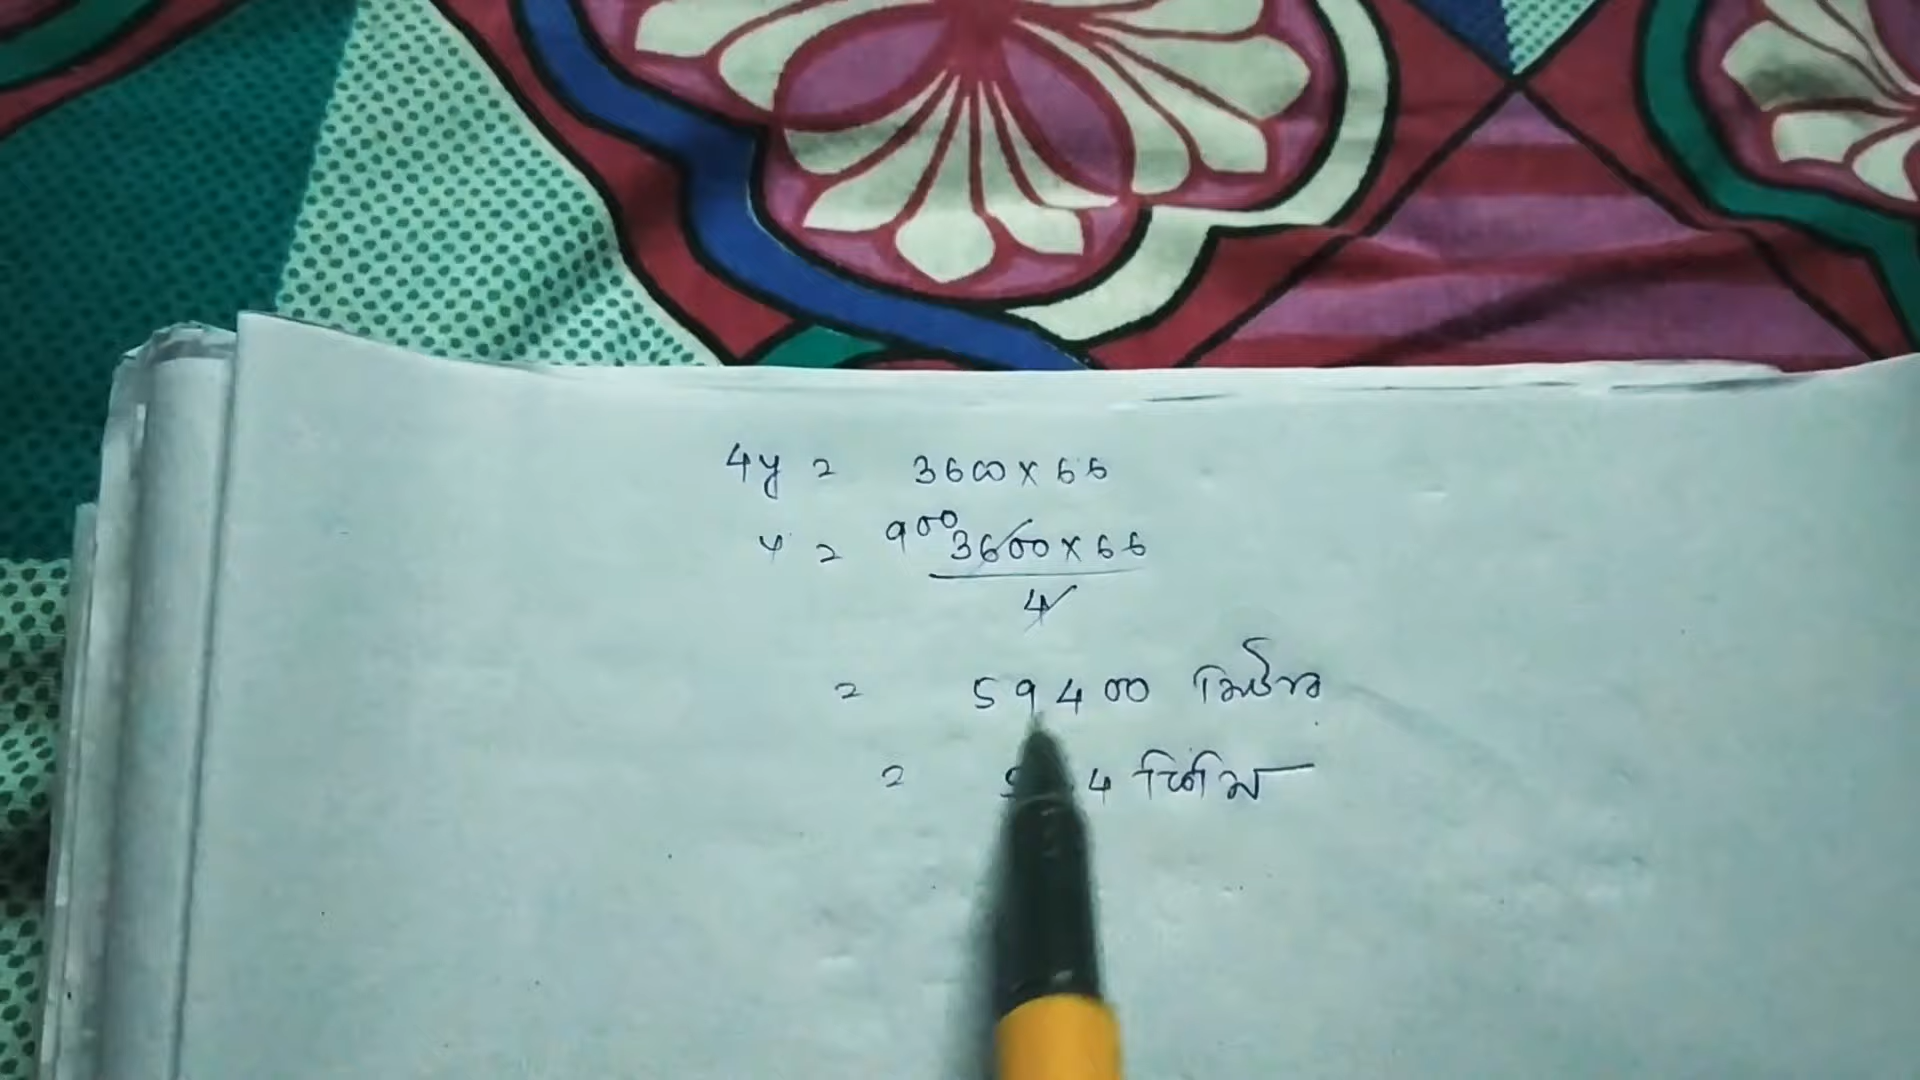 4y = 3600 × 66
y = 900 3600 × 66
4
= 59400 মিটার
= 4 কিমি